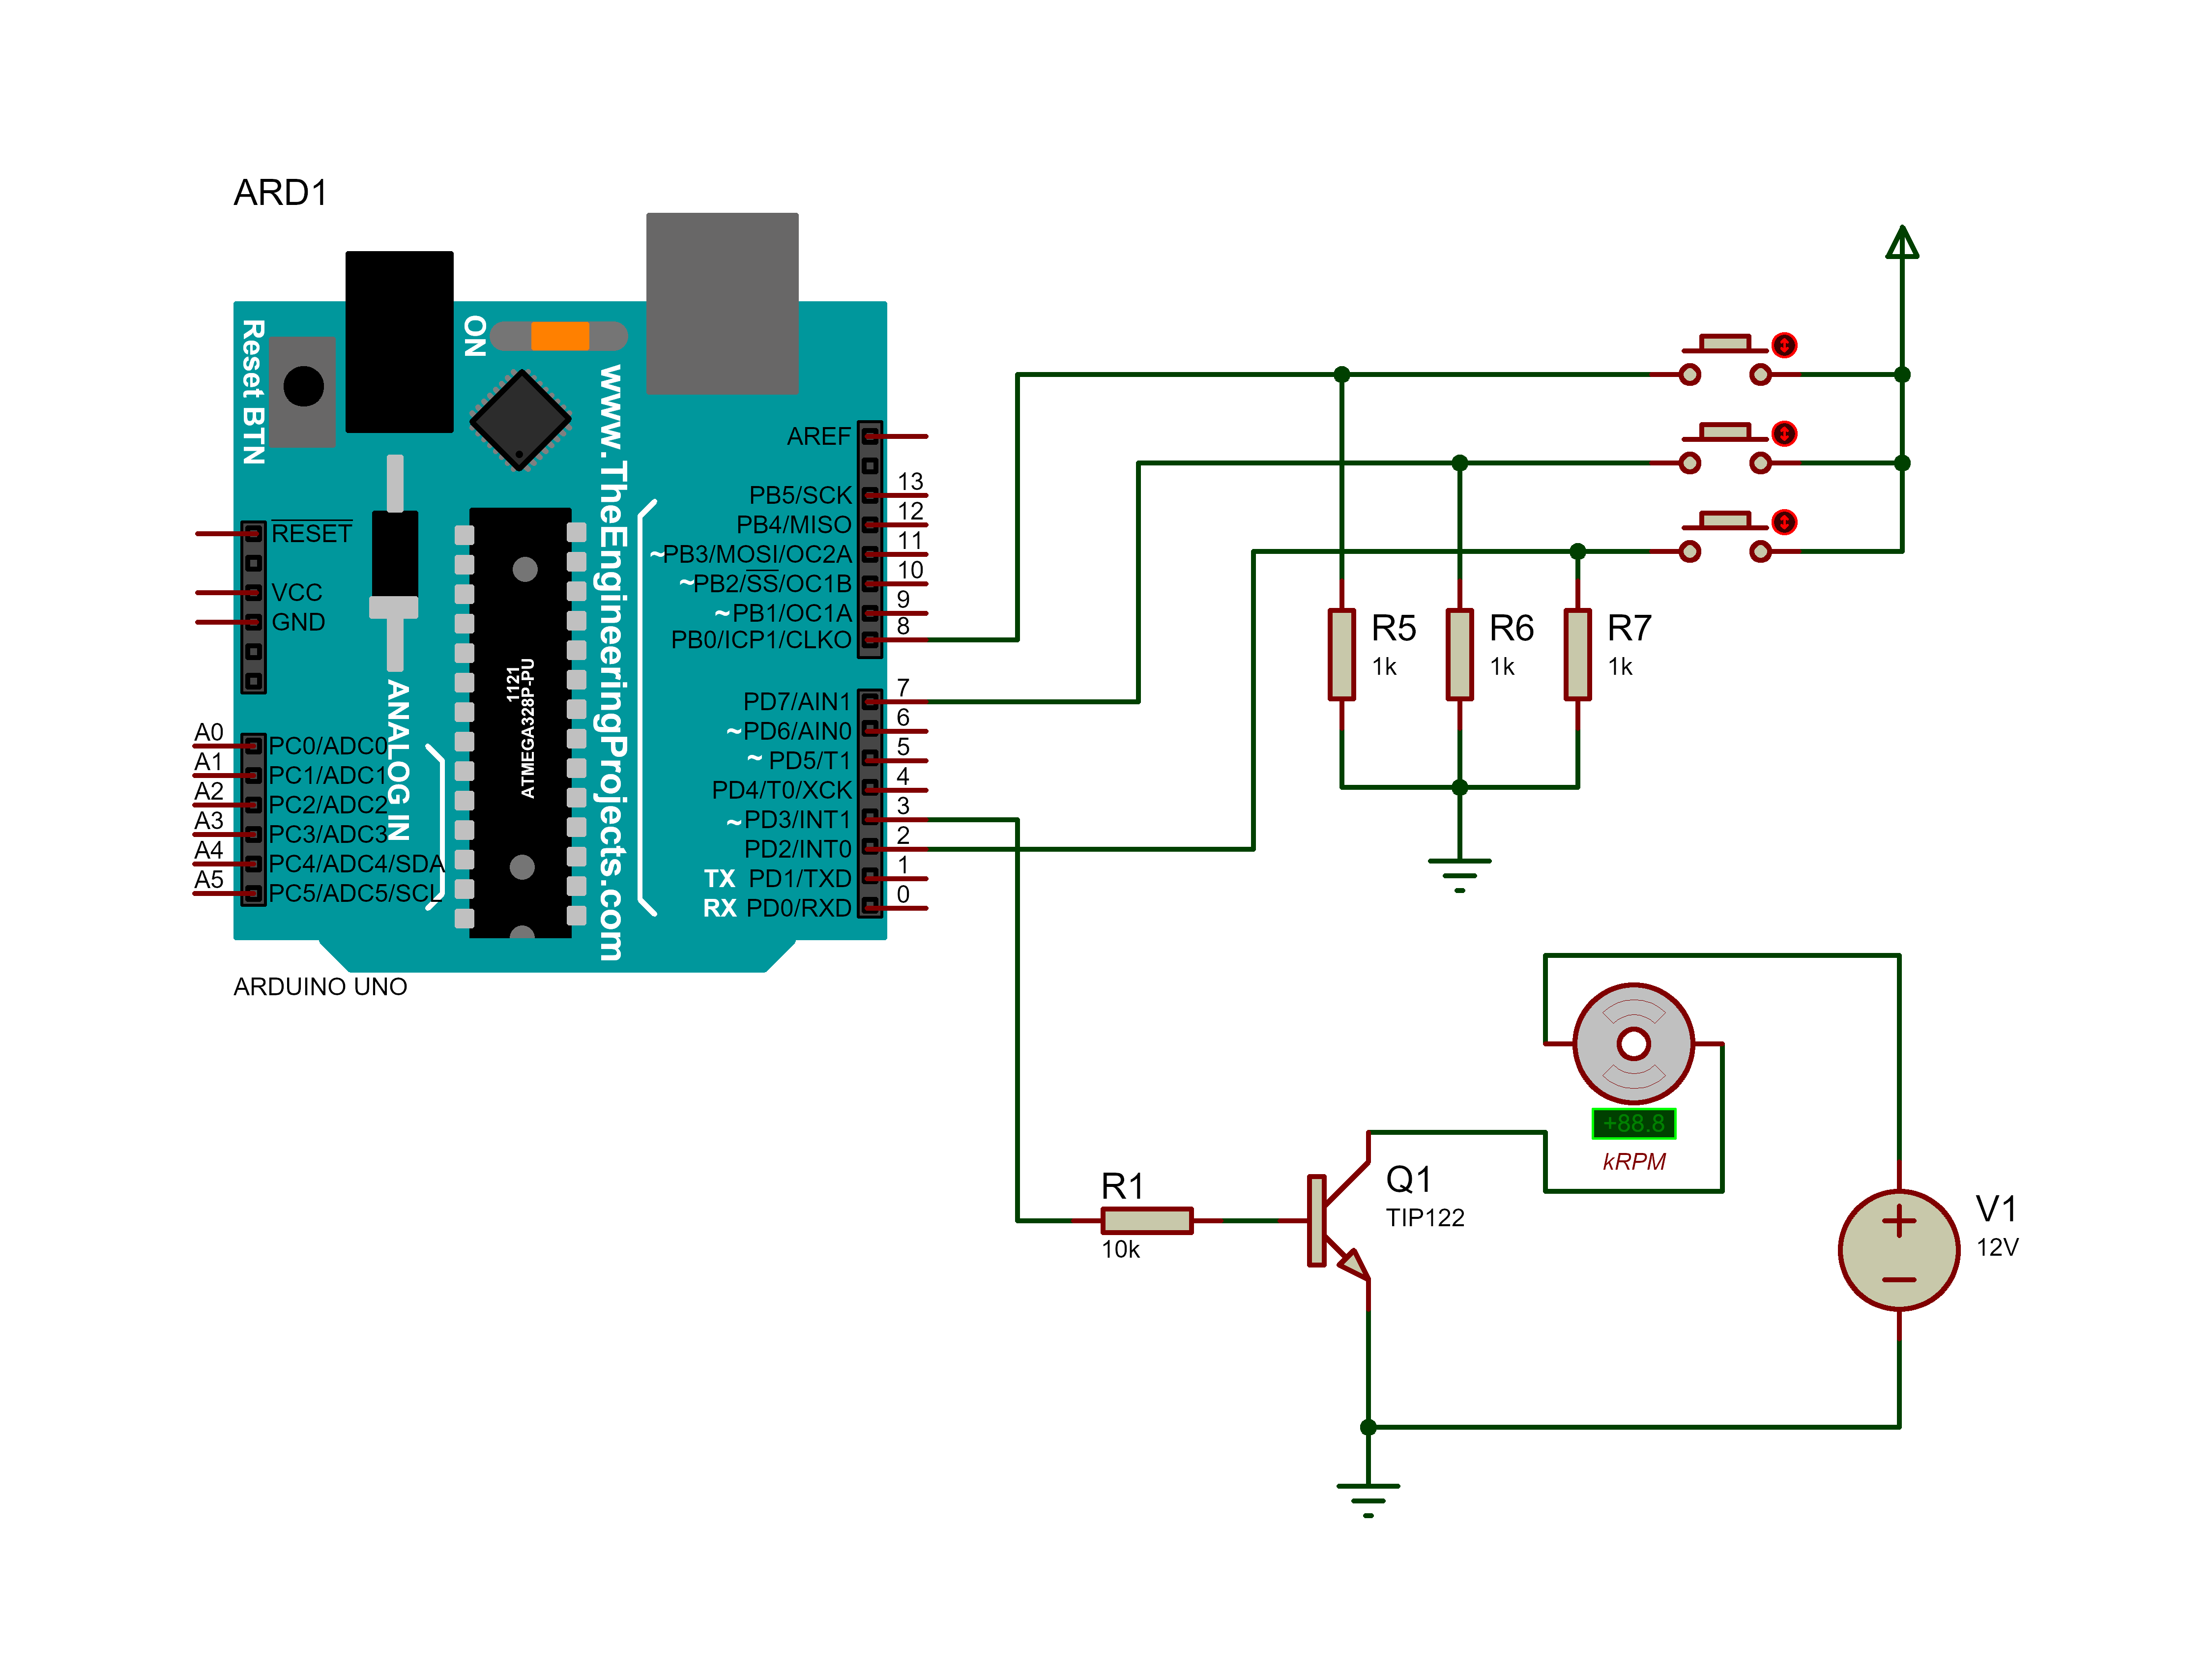 ARD1
ON
Reset BTN
www.TheEngineeringProjects.com
AREF
13
PB5/SCK
12
PB4/MISO
11
~PB3/MOSI/OC2A
10
~PB2/SS/OC1B
9
~PB1/OC1A
8
PB0/ICP1/CLKO
RESET
VCC
GND
1121
ATMEGA328P-PU
7
PD7/AIN1
6
~PD6/AIN0
5
~ PD5/T1
4
PD4/T0/XCK
3
~PD3/INT1
2
PD2/INT0
1
TX PD1/TXD
0
RX PD0/RXD
ANALOG IN
A0
PC0/ADC0
A1
PC1/ADC1
A2
PC2/ADC2
A3
PC3/ADC3
A4
PC4/ADC4/SDA
A5
PC5/ADC5/SCL
ARDUINO UNO
R5
1k
R6
1k
R7
1k
+88.8
kRPM
R1
10k
Q1
TIP122
V1
12V